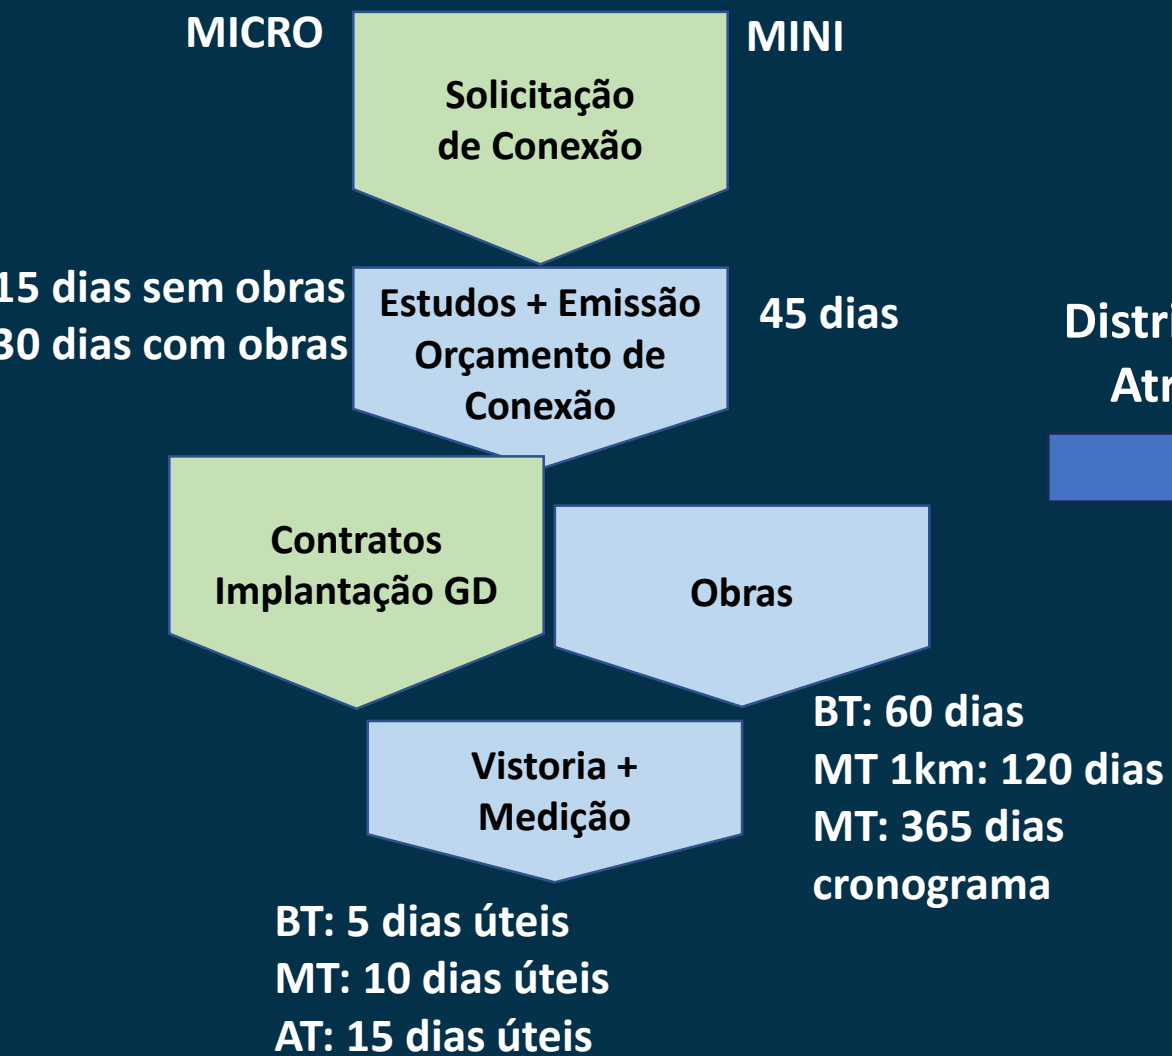 MICRO
MINI
Solicitação
de Conexão
15 dias sem obras
30 dias com obras
Estudos + Emissão
Orçamento de
Conexão
45 dias
Contratos
Implantação GD
Obras
Vistoria +
Medição
BT: 60 dias
MT 1km: 120 dias
MT: 365 dias
cronograma
BT: 5 dias úteis
MT: 10 dias úteis
AT: 15 dias úteis